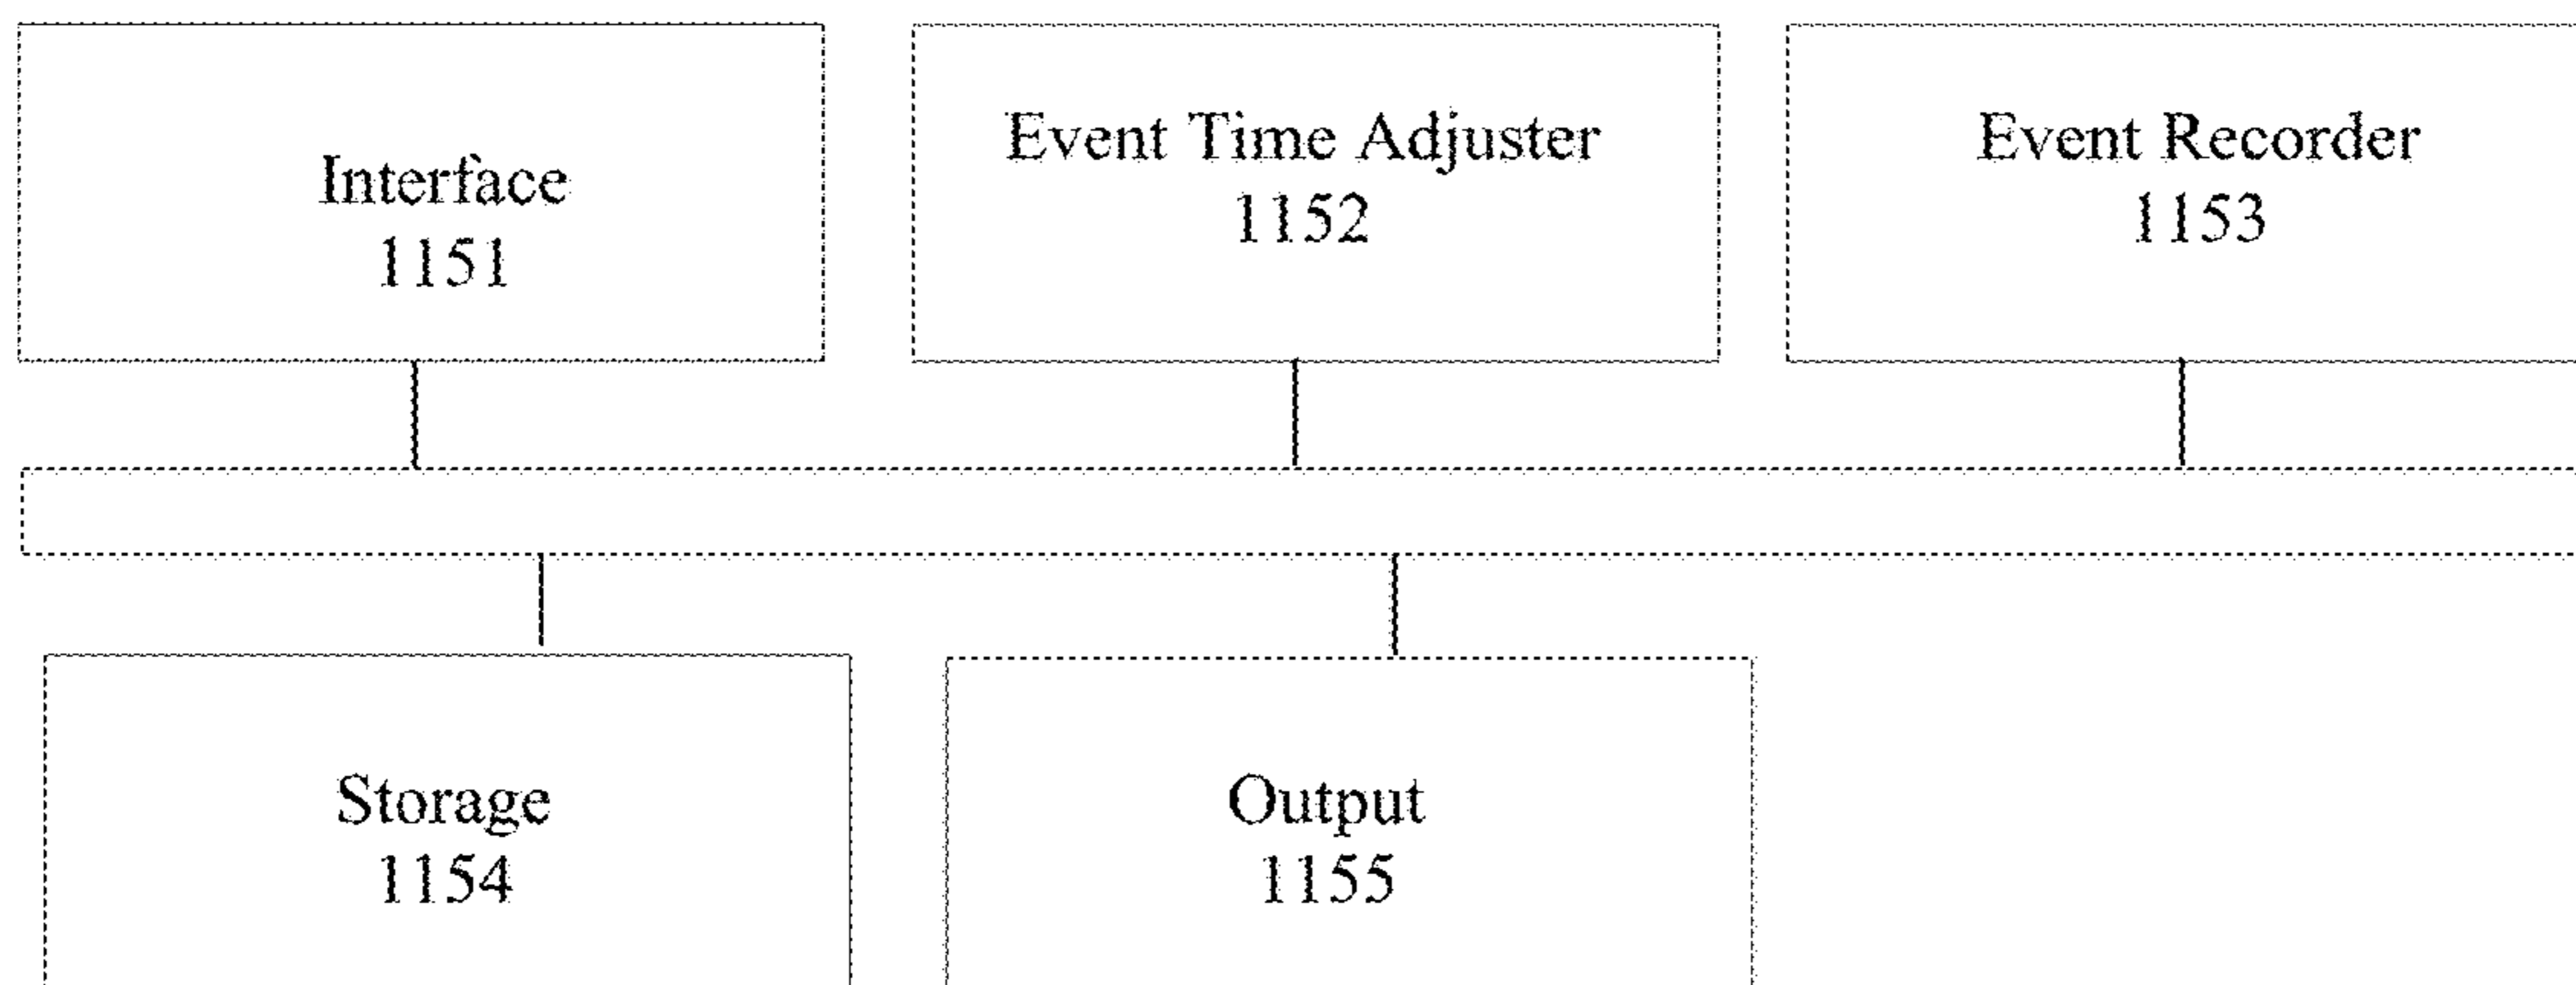 Interface
1151
Event Time Adjuster
1152
Event Recorder
1153
Storage
1154
Output
1155